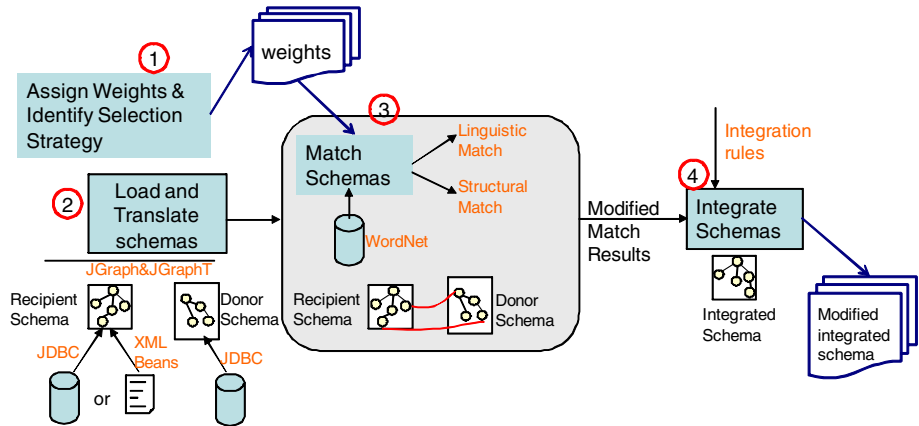 1
Assign Weights &
Identify Selection
Strategy
weights
2
Load and
Translate
schemas
JGraph&JGraphT
Recipient
Schema
Donor
Schema
JDBC
XML
Beans
JDBC
or
3
Match
Schemas
Linguistic
Match
Structural
Match
WordNet
Recipient
Schema
Donor
Schema
Modified
Match
Results
Integration
rules
4
Integrate
Schemas
Integrated
Schema
Modified
integrated
schema